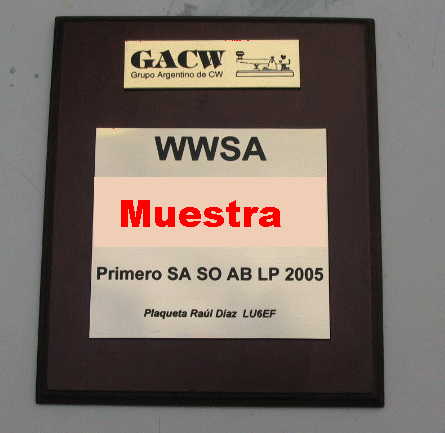 GACW
Grupo Argentino de CW
WWSA
Muestra
Primero SA SO AB LP 2005
Plaqueta Raúl Díaz LU6EF